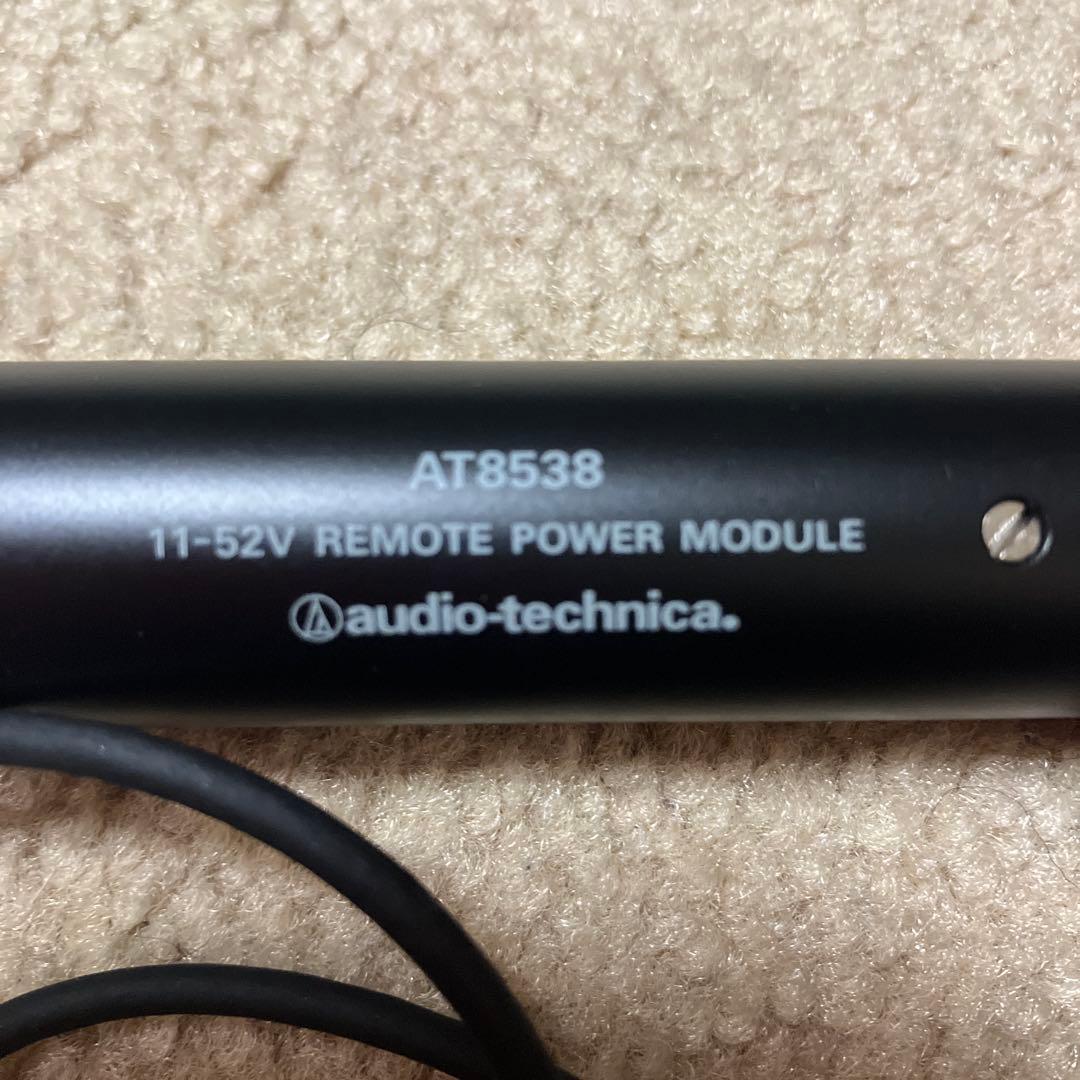 AT8538
11-52V REMOTE POWER MODULE
audio-technica.